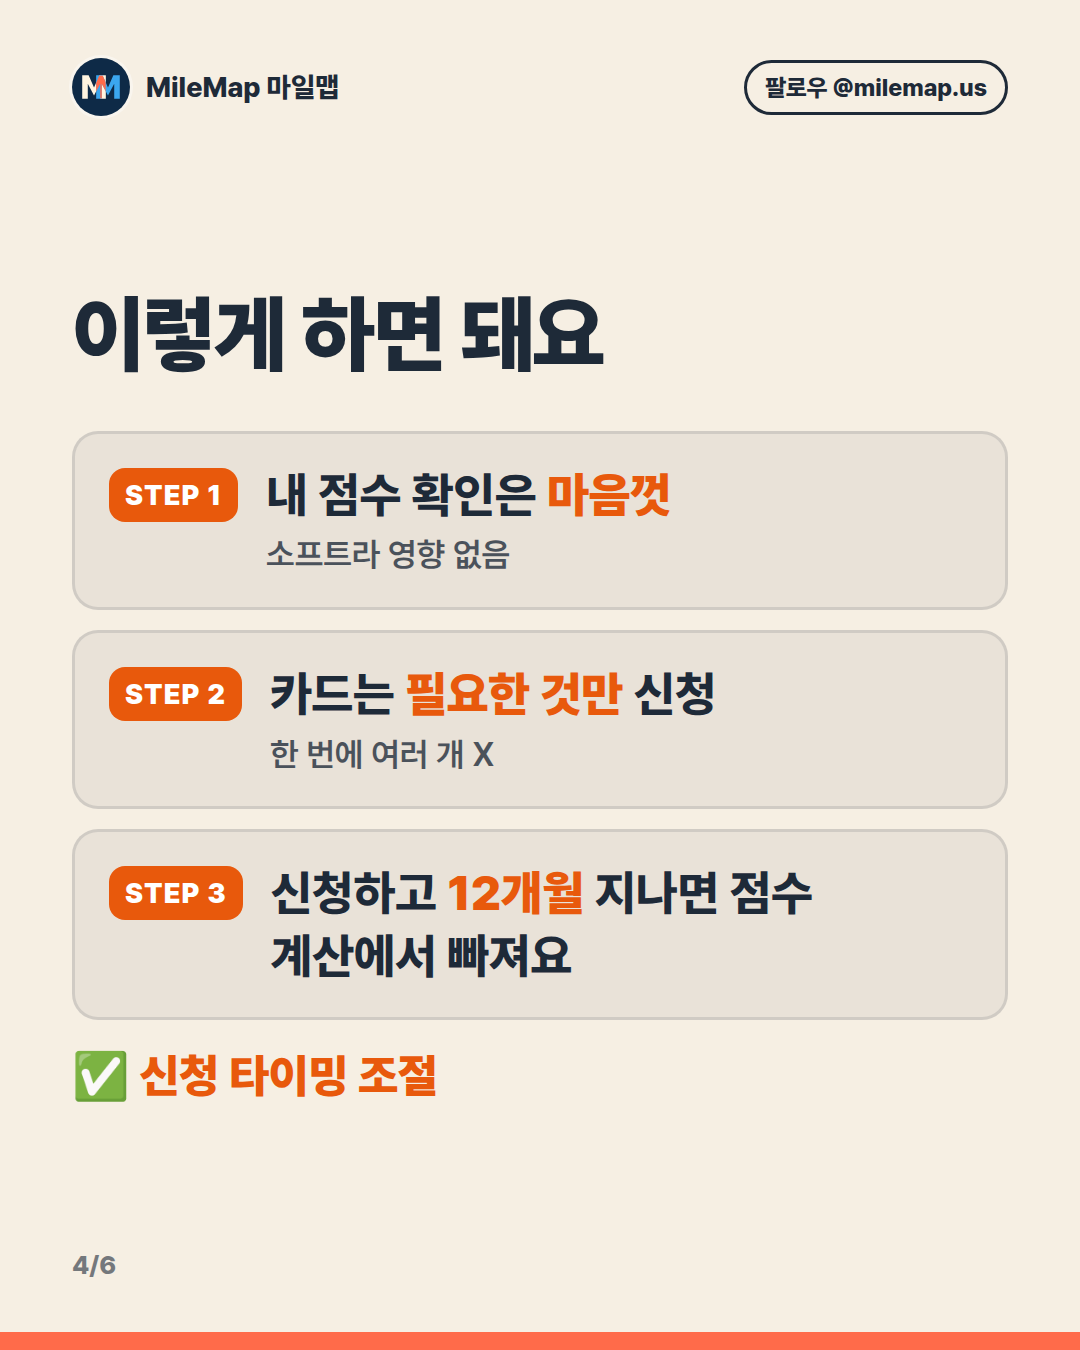 MM MileMap 마일맵
팔로우 @milemap.us
이렇게 하면 돼요
STEP 1 내 점수 확인은 마음껏
소프트라 영향 없음
STEP 2 카드는 필요한 것만 신청
한 번에 여러 개 X
STEP 3 신청하고 12개월 지나면 점수
계산에서 빠져요
✅ 신청 타이밍 조절
4/6